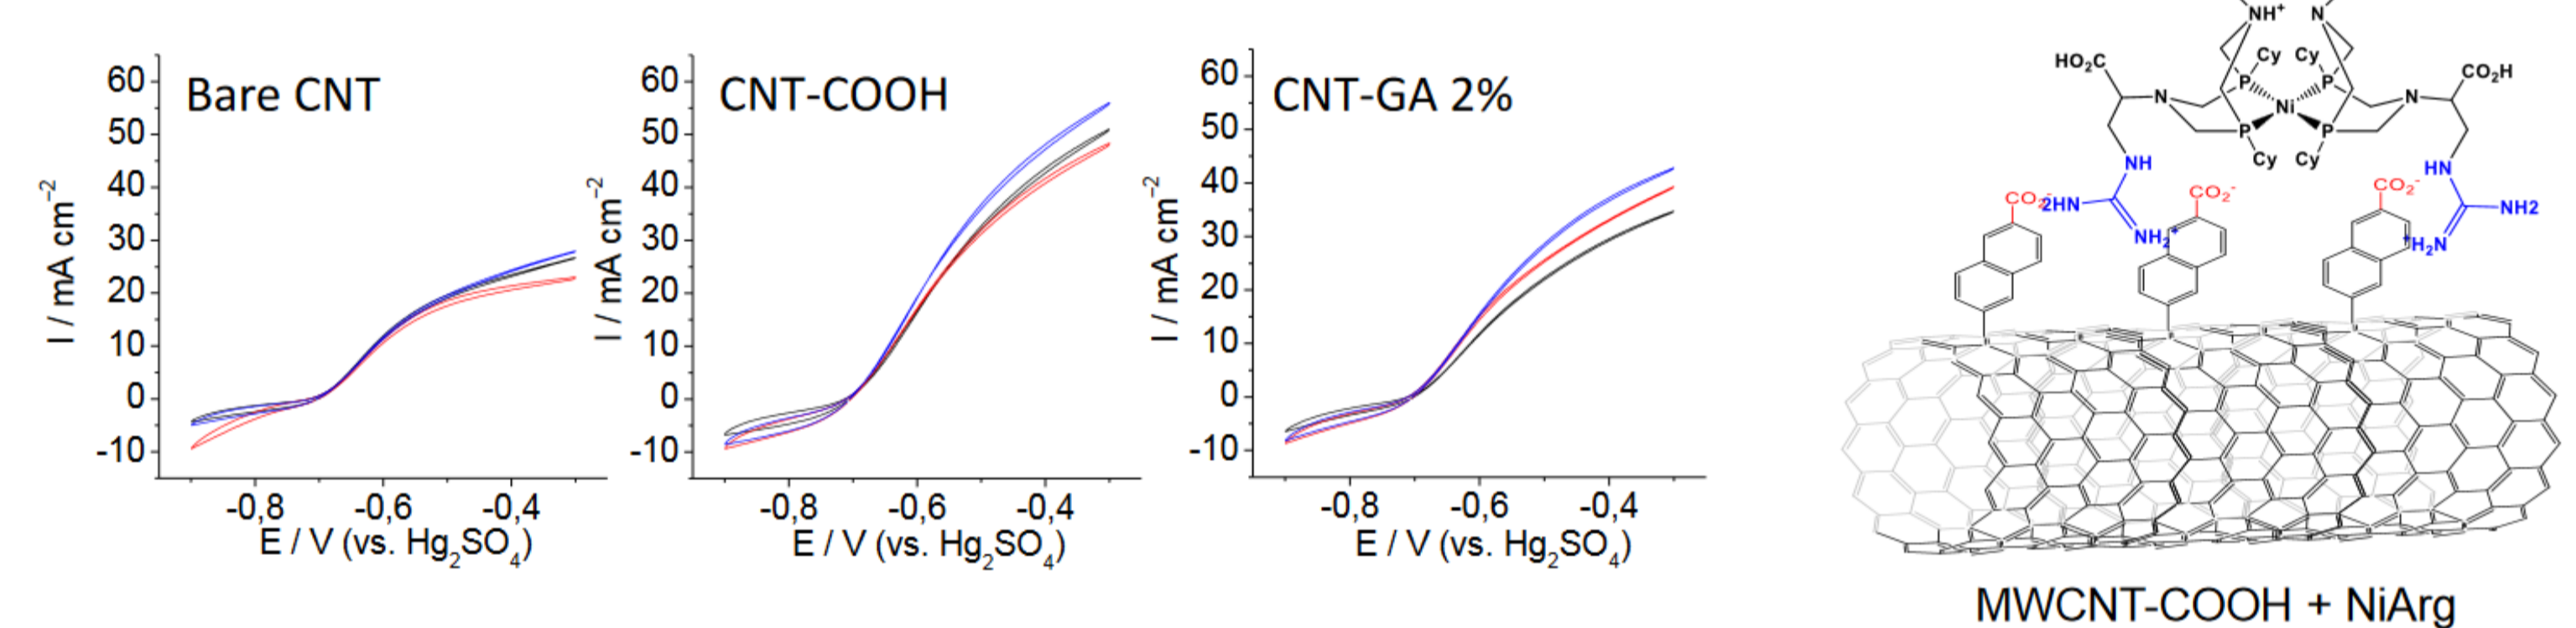 Bare CNT
60
50
40
30
20
10
0
-10
I / mA cm⁻²
-0,8 -0,6 -0,4
E / V (vs. Hg₂SO₄)
CNT-COOH
60
50
40
30
20
10
0
-10
I / mA cm⁻²
-0,8 -0,6 -0,4
E / V (vs. Hg₂SO₄)
CNT-GA 2%
60
50
40
30
20
10
0
-10
I / mA cm⁻²
-0,8 -0,6 -0,4
E / V (vs. Hg₂SO₄)
NH⁺ N
Cy Cy
HO₂C CO₂H
P P
N Ni N
P P
Cy Cy
NH HN
CO₂⁻ CO₂⁻ CO₂⁻
2HN NH2
NH₂⁺ ⁺H₂N
MWCNT-COOH + NiArg